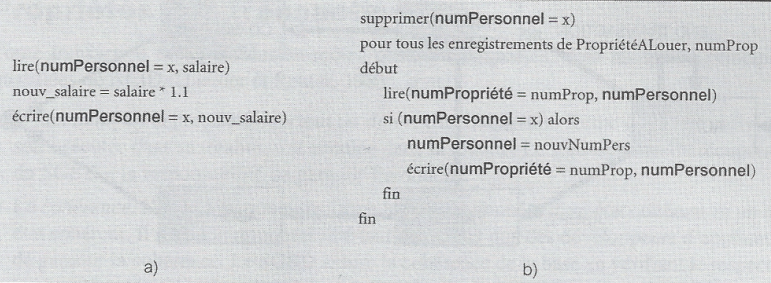 lire(numPersonnel = x, salaire)
nouv_salaire = salaire * 1.1
écrire(numPersonnel = x, nouv_salaire)
a)
supprimer(numPersonnel = x)
pour tous les enregistrements de PropriétéALouer, numProp
début
lire(numPropriété = numProp, numPersonnel)
si (numPersonnel = x) alors
numPersonnel = nouvNumPers
écrire(numPropriété = numProp, numPersonnel)
fin
fin
b)